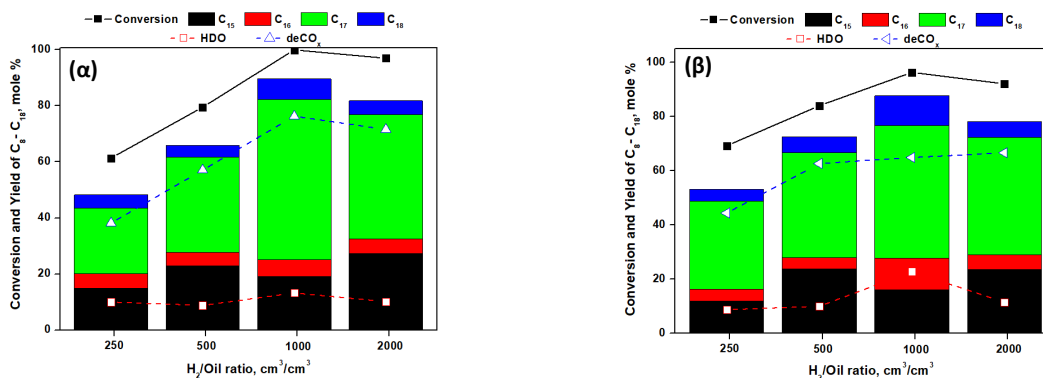 Conversion C15 C16 C17 C18
HDO deCOx
(α)
Conversion and Yield of C8- C18, mole %
100
80
60
40
20
0
250 500 1000 2000
H2/Oil ratio, cm3/cm3
Conversion C15 C16 C17 C18
HDO deCOx
(β)
Conversion and Yield of C8- C18, mole %
100
80
60
40
20
0
250 500 1000 2000
H2/Oil ratio, cm3/cm3